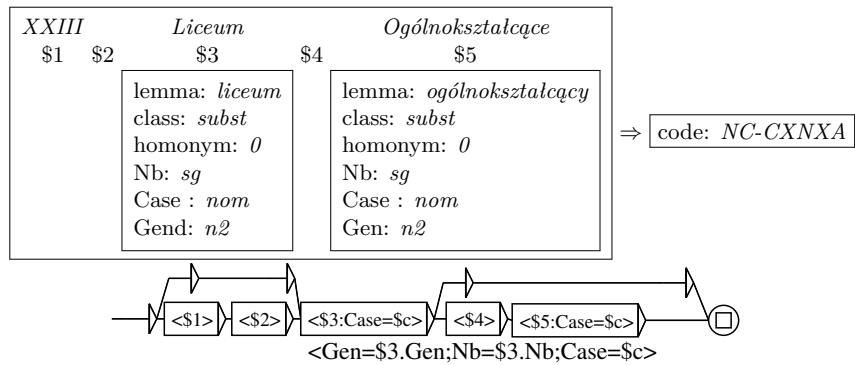 XXIII Liceum Ogólnokształcące
$1 $2 $3 $4 $5
lemma: liceum lemma: ogólnokształcący
class: subst class: subst
homonym: 0 homonym: 0
Nb: sg Nb: sg
Case : nom Case : nom
Gend: n2 Gen: n2
⇒ code: NC-CXNXA
<$1> <$2> <$3:Case=$c> <$4> <$5:Case=$c>
<Gen=$3.Gen;Nb=$3.Nb;Case=$c>